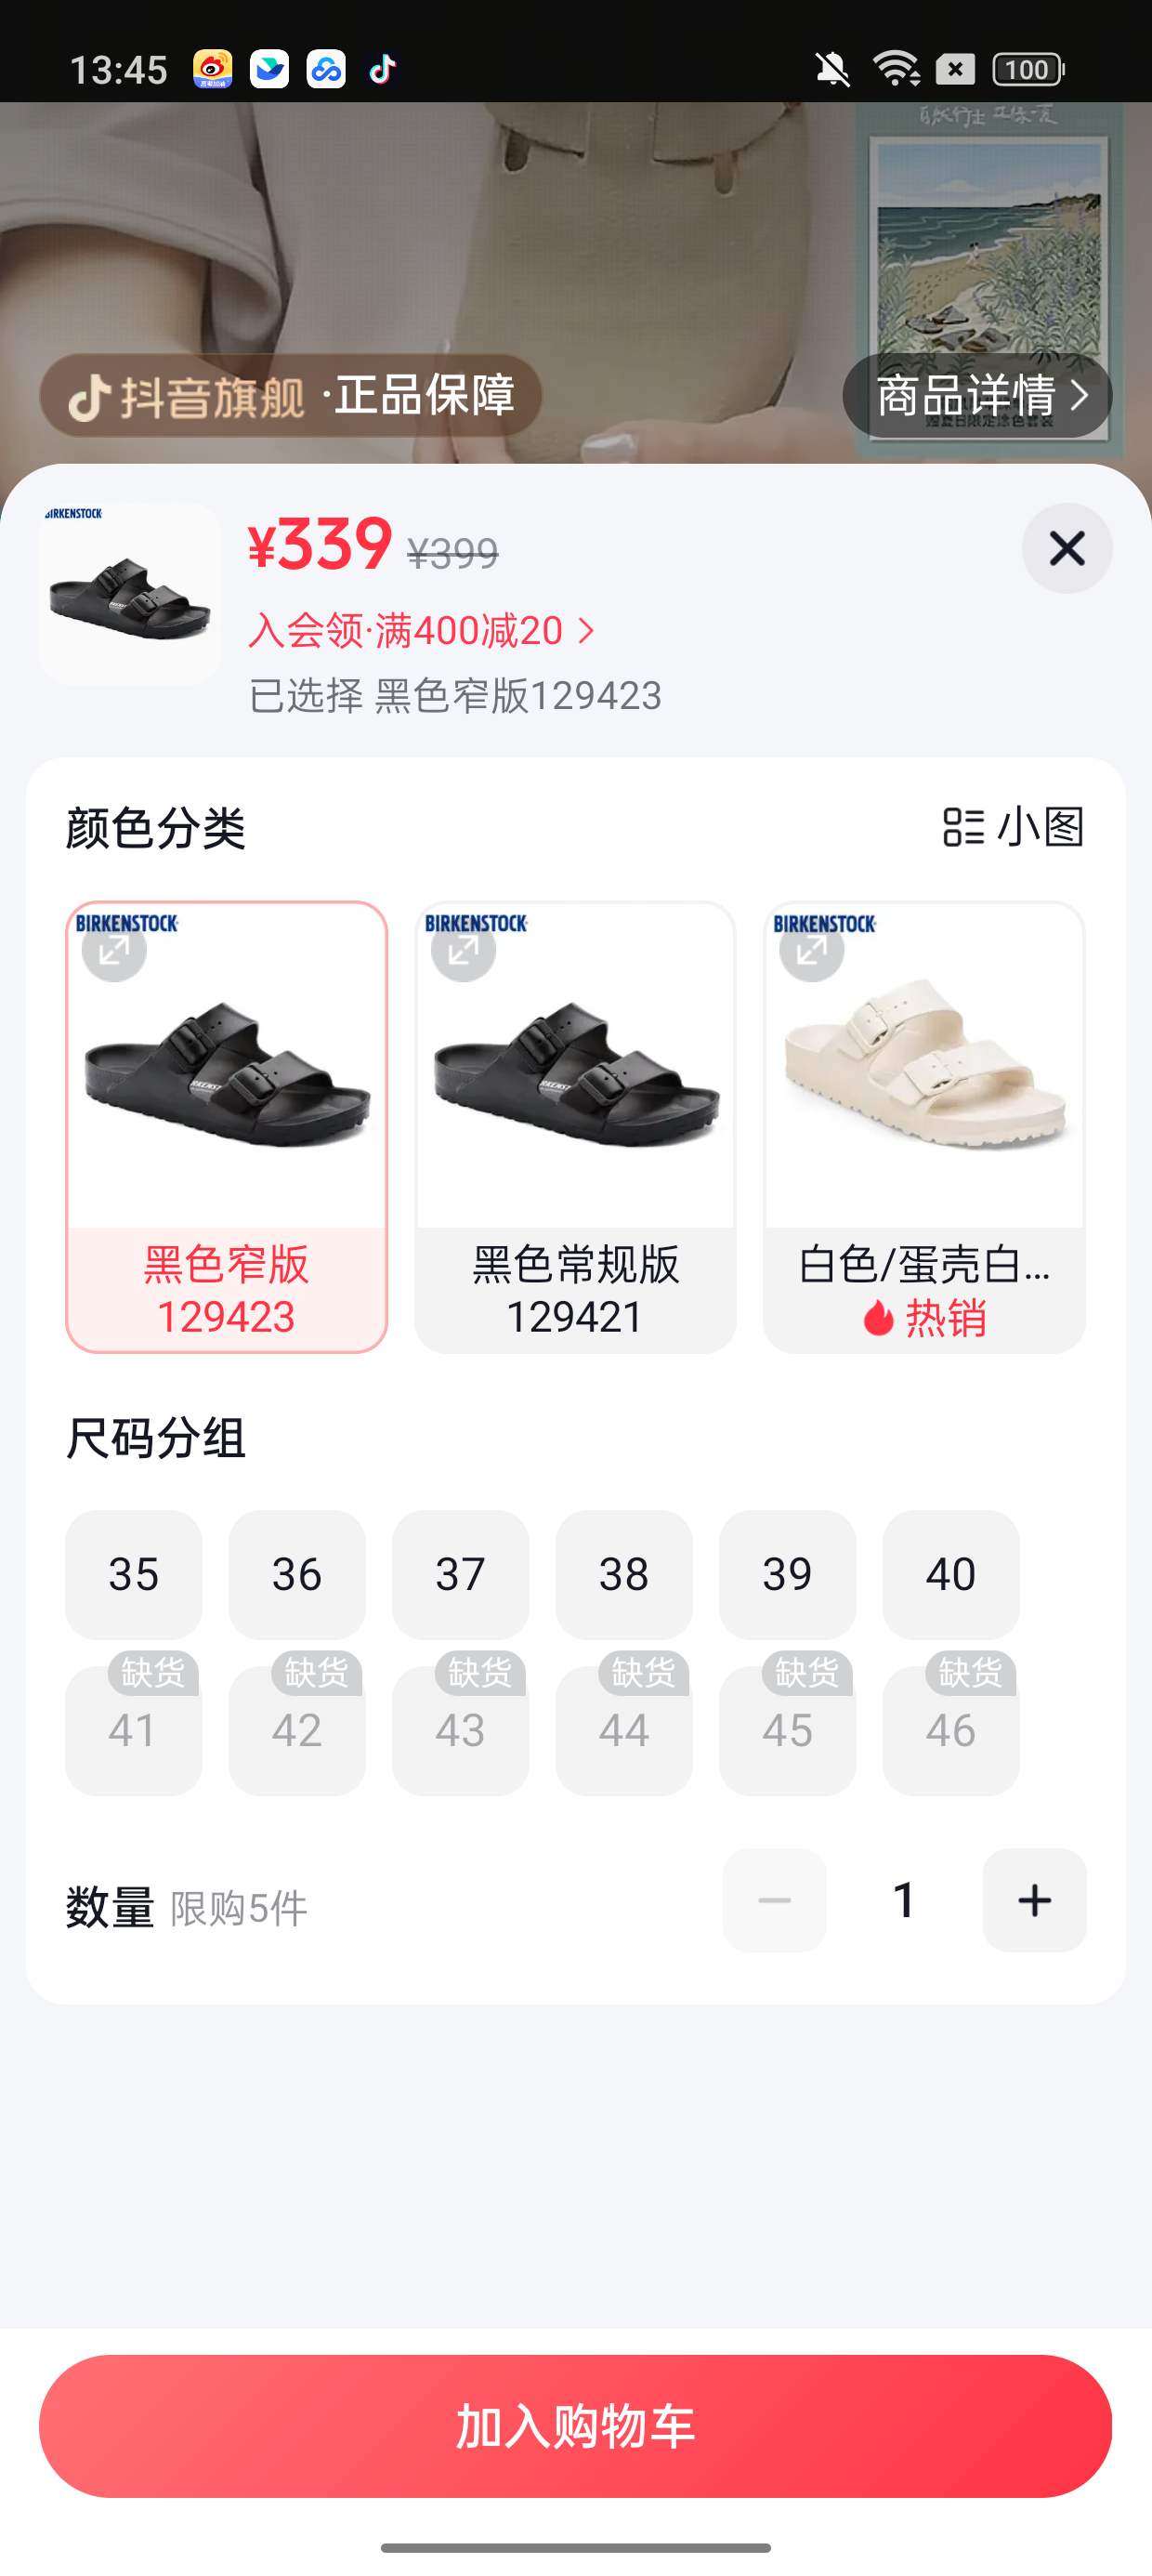 13:45
100
抖音旗舰 ·正品保障
商品详情
BIRKENSTOCK
¥339 ¥399
入会领·满400减20
已选择 黑色窄版129423
颜色分类
小图
BIRKENSTOCK
BIRKENSTOCK
BIRKENSTOCK
黑色窄版
129423
黑色常规版
129421
白色/蛋壳白...
热销
尺码分组
35 36 37 38 39 40
缺货 缺货 缺货 缺货 缺货 缺货
41 42 43 44 45 46
数量 限购5件
1
加入购物车